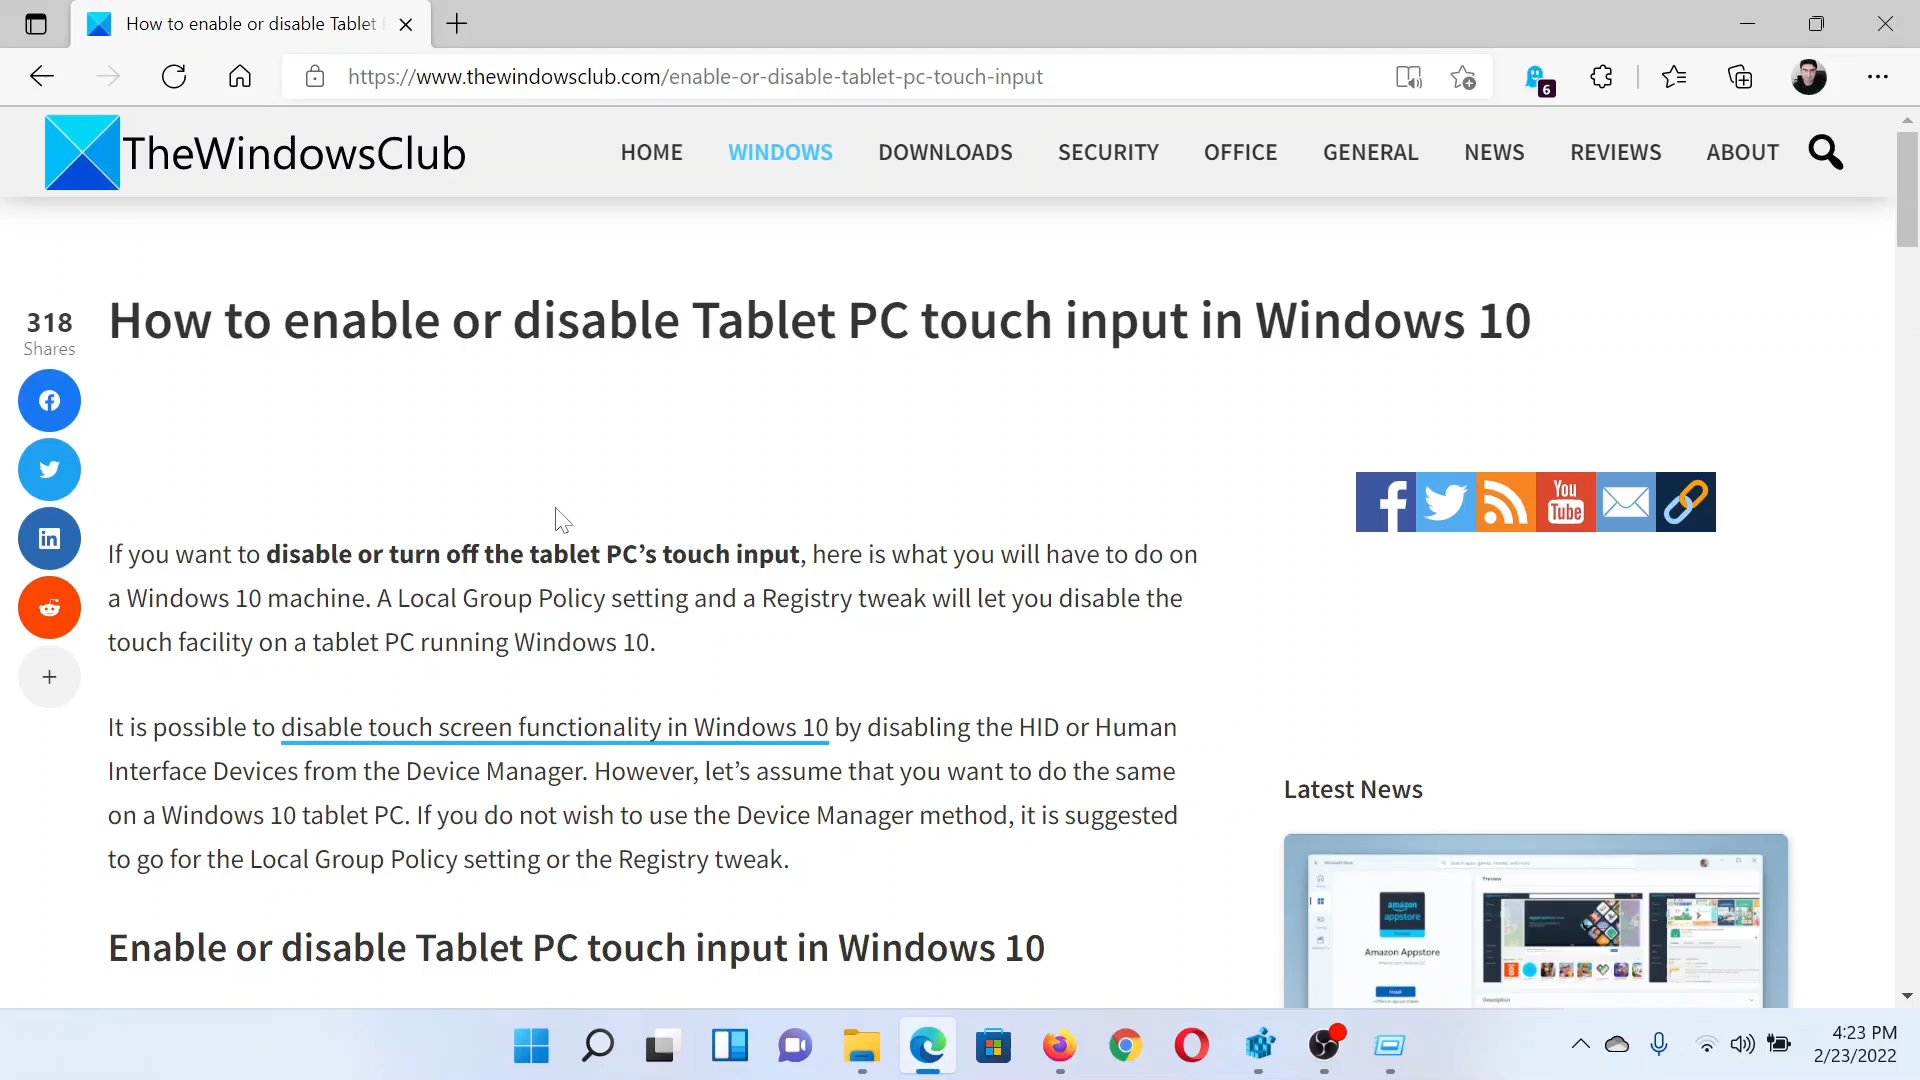 How to enable or disable Tablet
https://www.thewindowsclub.com/enable-or-disable-tablet-pc-touch-input
6
TheWindowsClub
HOME WINDOWS DOWNLOADS SECURITY OFFICE GENERAL NEWS REVIEWS ABOUT
318
Shares
How to enable or disable Tablet PC touch input in Windows 10
You
Tube
If you want to disable or turn off the tablet PC’s touch input, here is what you will have to do on
a Windows 10 machine. A Local Group Policy setting and a Registry tweak will let you disable the
touch facility on a tablet PC running Windows 10.
It is possible to disable touch screen functionality in Windows 10 by disabling the HID or Human
Interface Devices from the Device Manager. However, let’s assume that you want to do the same
on a Windows 10 tablet PC. If you do not wish to use the Device Manager method, it is suggested
to go for the Local Group Policy setting or the Registry tweak.
Latest News
amazon
appstore
Amazon Appstore
Install
Preview
Description
Enable or disable Tablet PC touch input in Windows 10
4:23 PM
2/23/2022